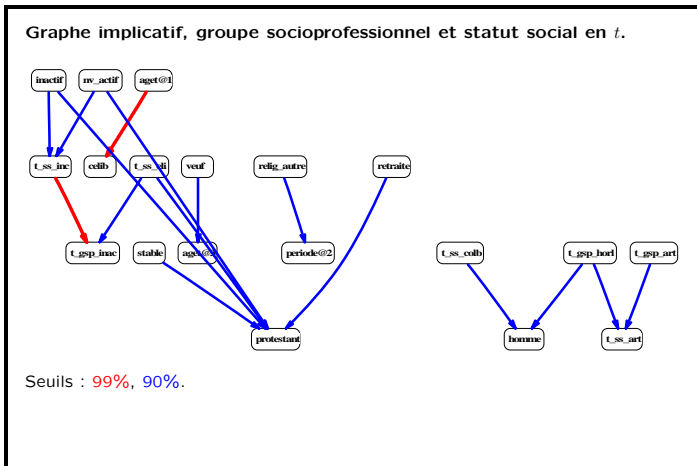 Graphe implicatif, groupe socioprofessionnel et statut social en t.
inactif nv_actif aget@1
t_ss_inc celib veuf relig_autre retraite
t_gsp_inac stable periode@2 t_ss_colb t_gsp_horl t_gsp_art
protestant homme t_ss_art
Seuils : 99%, 90%.